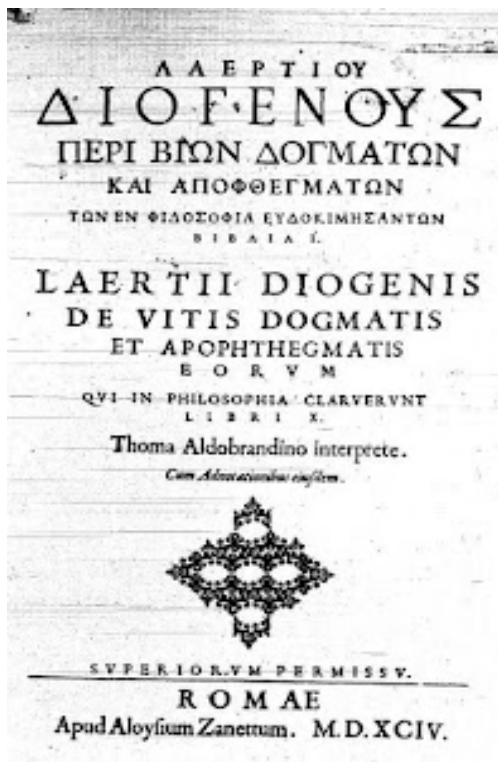 ΛΑΕΡΤΙΟΥ
ΔΙΟΓΕΝΟΥΣ
ΠΕΡΙ ΒΙΩΝ ΔΟΓΜΑΤΩΝ
ΚΑΙ ΑΠΟΦΘΕΓΜΑΤΩΝ
ΤΩΝ ΕΝ ΦΙΛΟΣΟΦΙΑ ΕΥΔΟΚΙΜΗΣΑΝΤΩΝ
ΒΙΒΛΙΑ Ι.
LAERTII DIOGENIS
DE VITIS DOGMATIS
ET APOPHTHEGMATIS
EORVM
QVI IN PHILOSOPHIA CLARVERVNT
LIBRI X.
Thoma Aldobrandino interprete.
Cum Adnotationibus eiusdem.
SVPERIORVM PERMISSV.
ROMAE
Apud Aloysium Zanettum. M.D.XCIV.